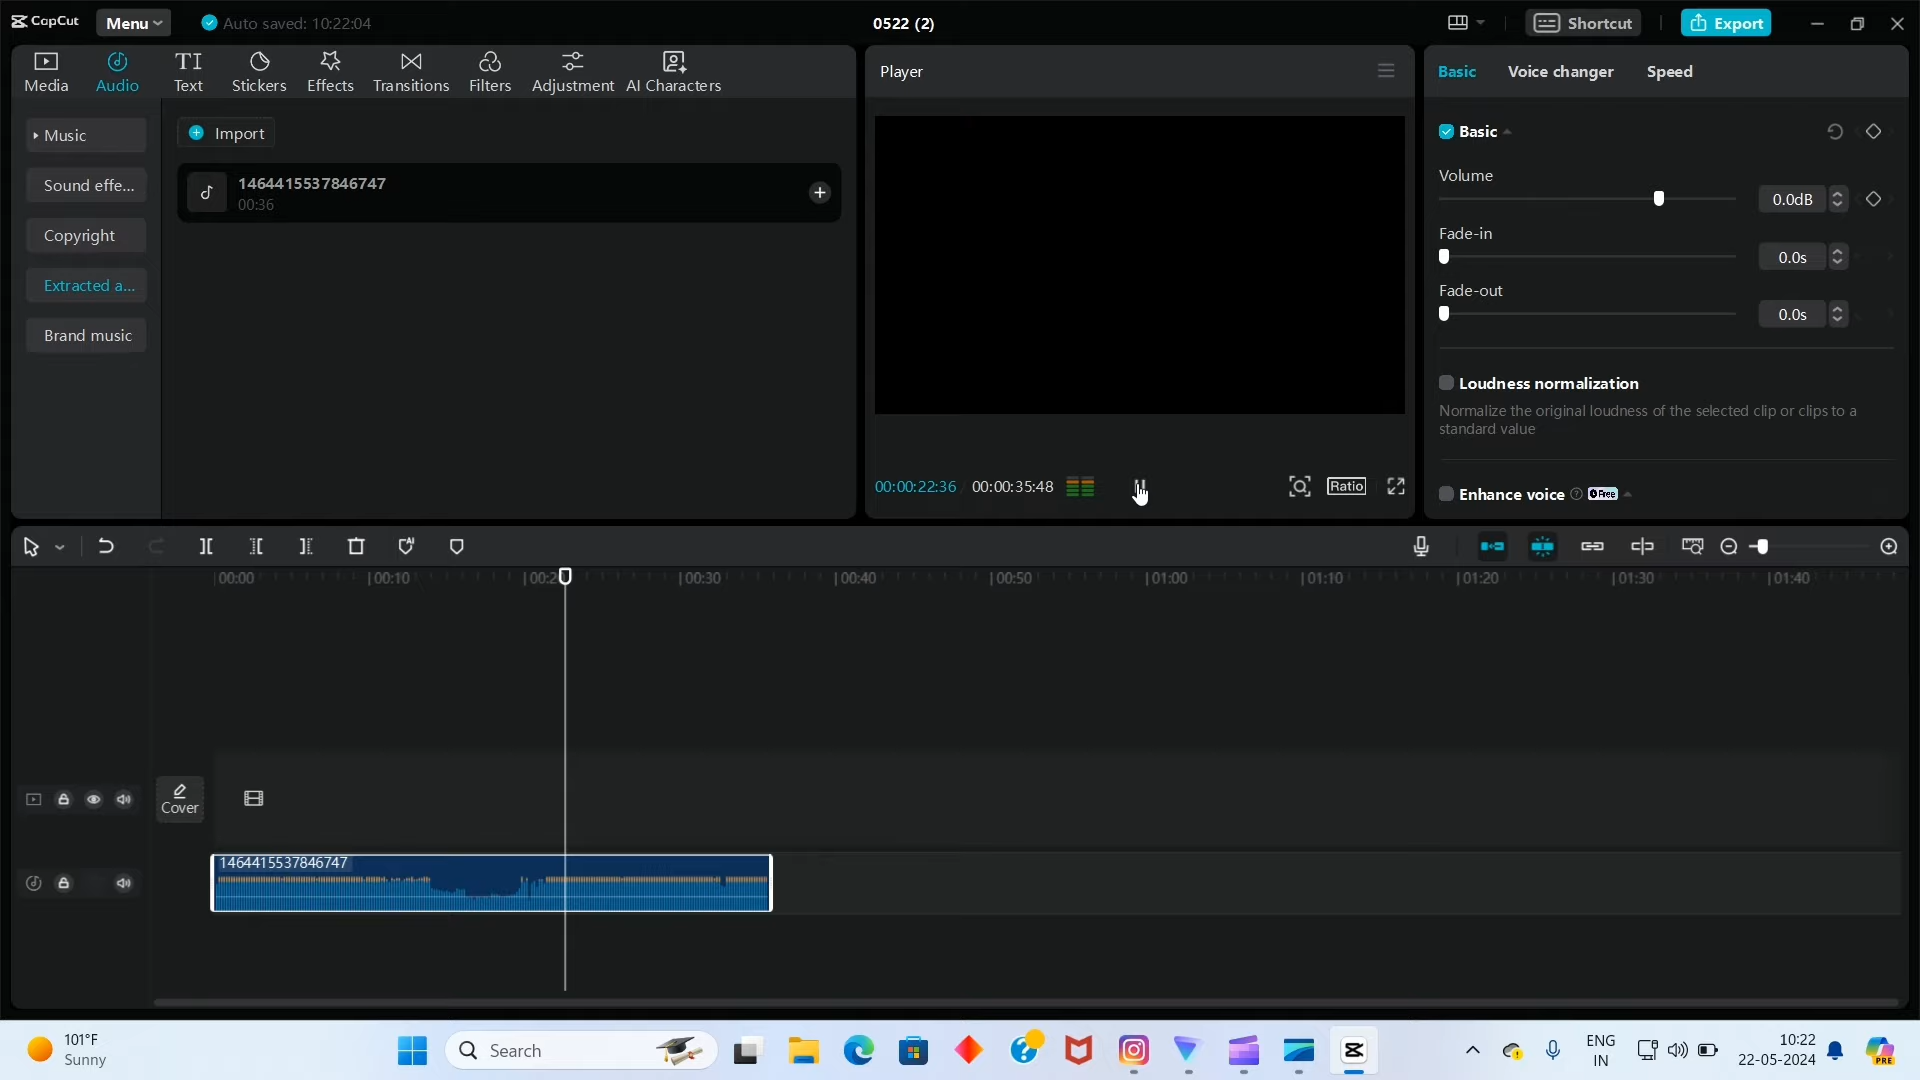 CapCut
Menu
Auto saved: 10:22:04
0522 (2)
Shortcut
Export
Media
Audio
Text
Stickers
Effects
Transitions
Filters
Adjustment
AI Characters
Player
Basic
Voice changer
Speed
Music
Sound effe...
Copyright
Extracted a...
Brand music
Import
1464415537846747
00:36
00:00:22:36
00:00:35:48
Ratio
Basic
Volume
0.0dB
Fade-in
0.0s
Fade-out
0.0s
Loudness normalization
Normalize the original loudness of the selected clip or clips to a
standard value
Enhance voice
Free
00:00
00:10
00:2
00:30
00:40
00:50
01:00
01:10
01:20
01:30
01:40
Cover
1464415537846747
101°F
Sunny
Search
ENG
IN
10:22
22-05-2024
PRE